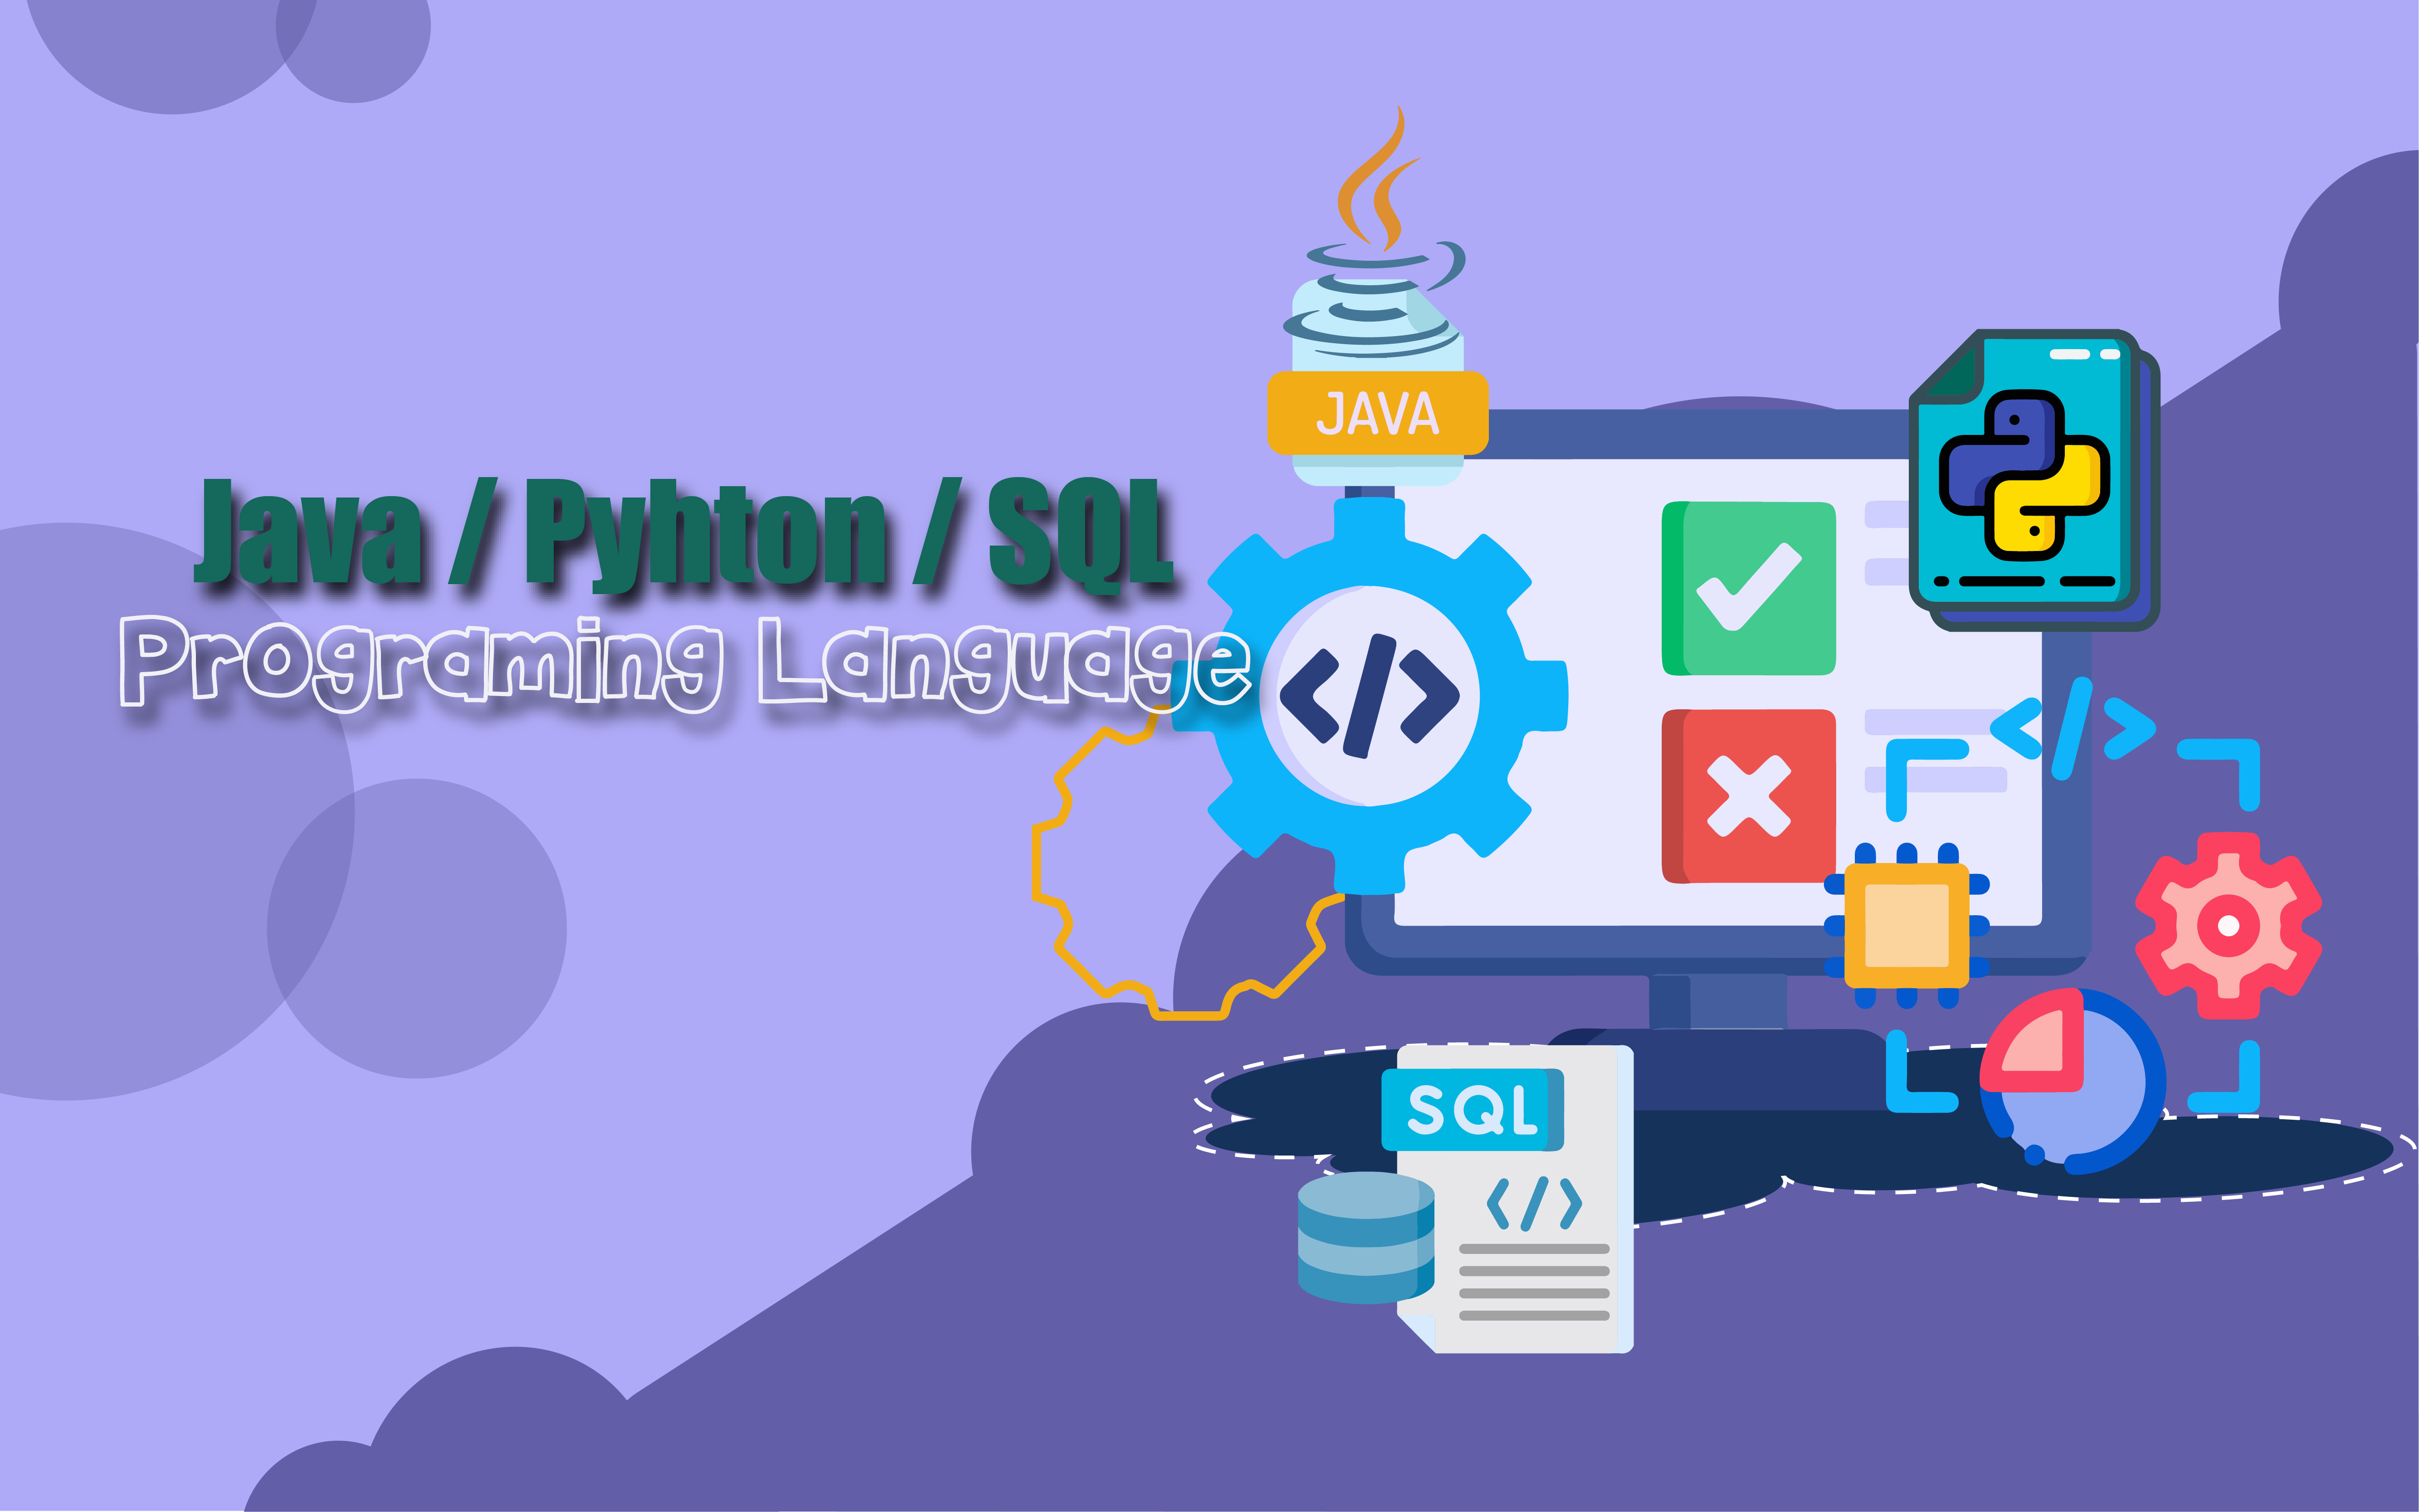 JAVA
Java / Pyhton / SQL
Programing Language
</>
</>
SQL
</>